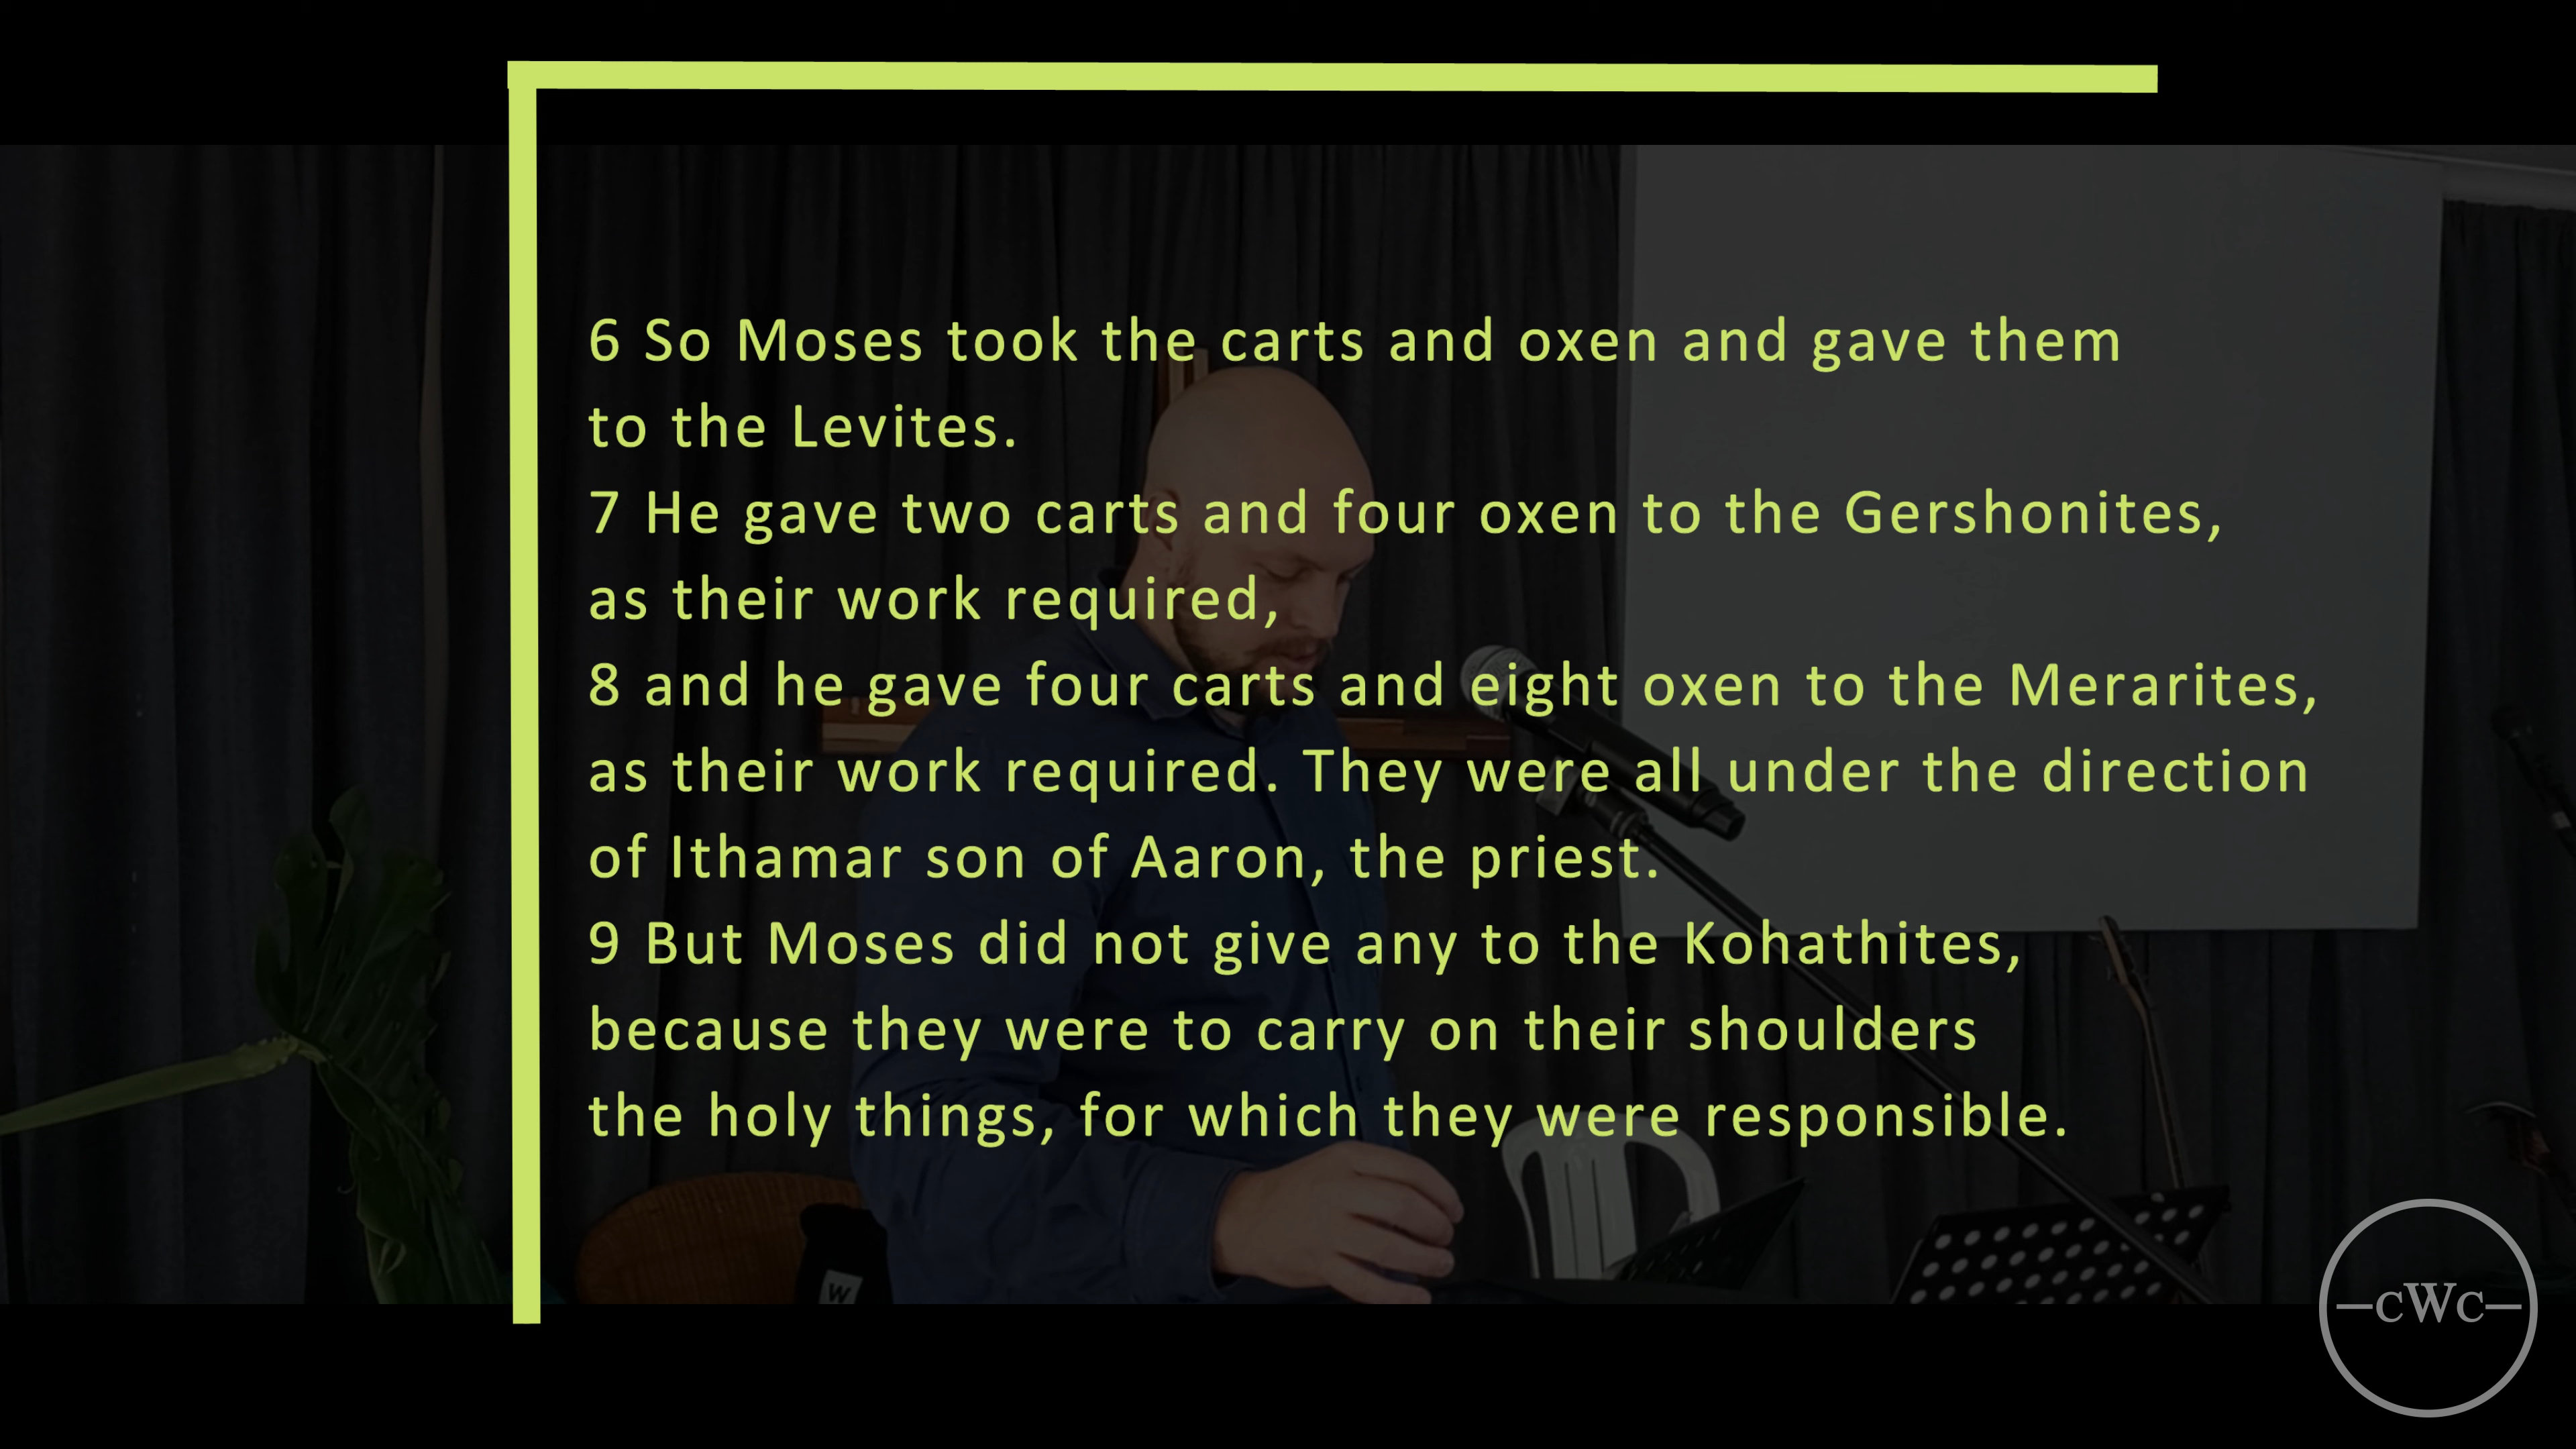 6 So Moses took the carts and oxen and gave them
to the Levites.
7 He gave two carts and four oxen to the Gershonites,
as their work required,
8 and he gave four carts and eight oxen to the Merarites,
as their work required. They were all under the direction
of Ithamar son of Aaron, the priest.
9 But Moses did not give any to the Kohathites,
because they were to carry on their shoulders
the holy things, for which they were responsible.
W
CWC